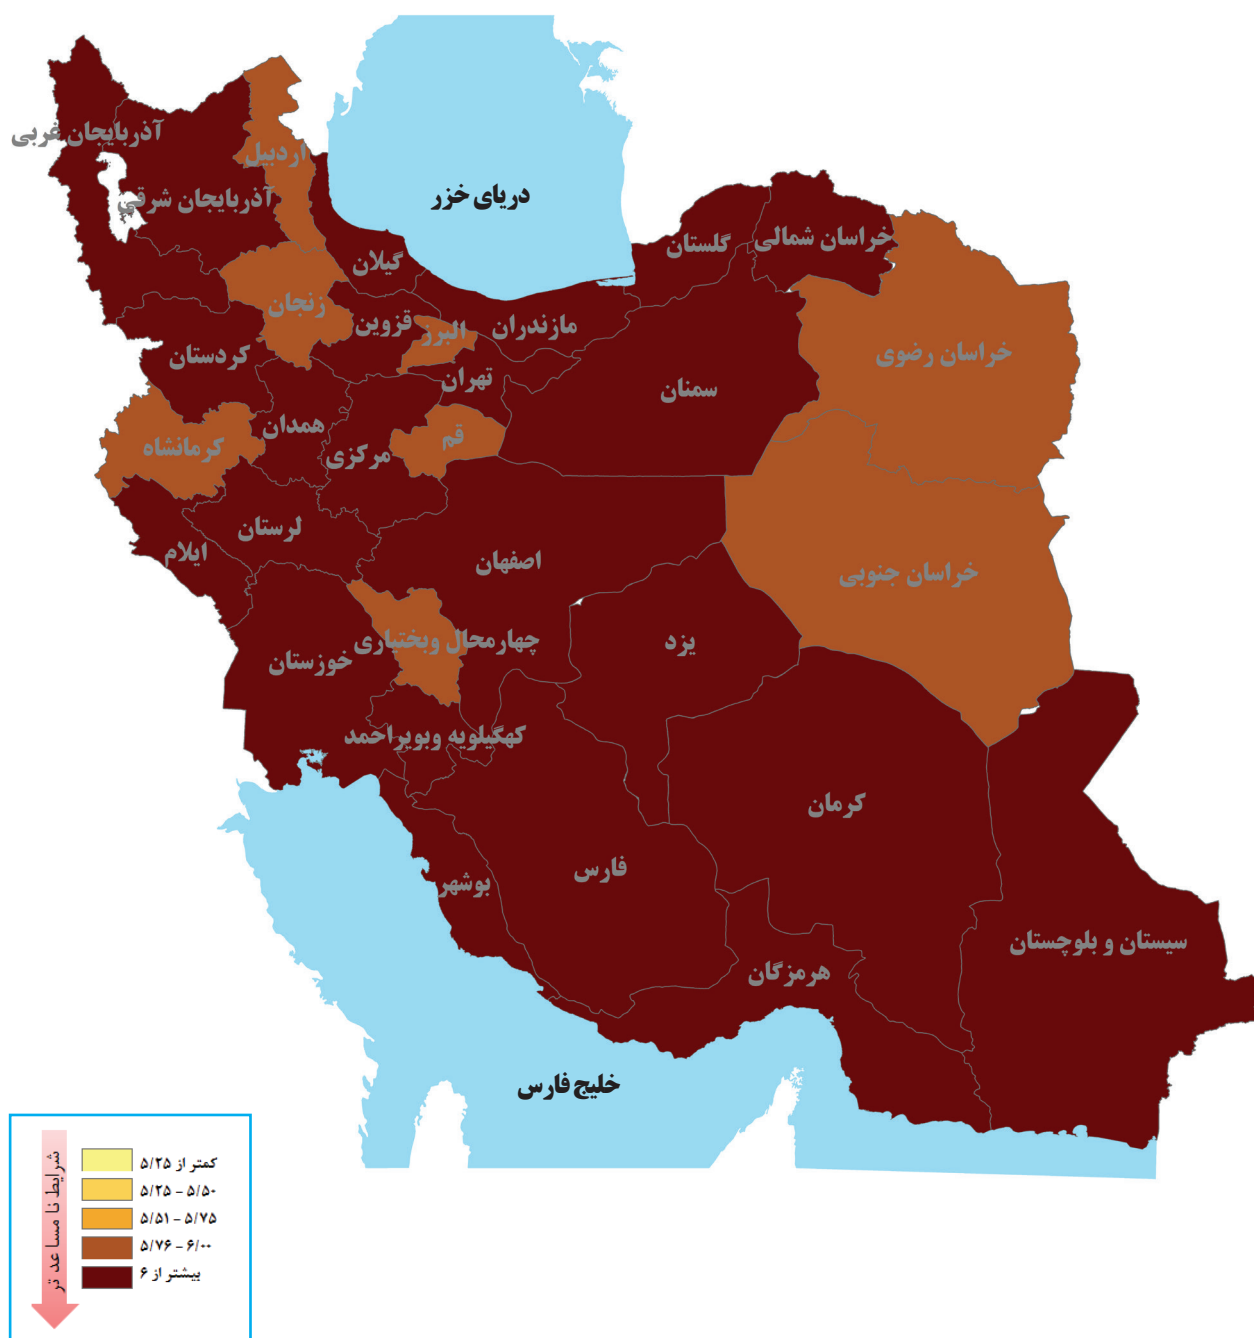 آذربایجان غربی
اردبیل
آذربایجان شرقی
دریای خزر
گیلان
گلستان
خراسان شمالی
زنجان
قزوین
البرز
مازندران
کردستان
تهران
سمنان
خراسان رضوی
همدان
کرمانشاه
مرکزی
قم
لرستان
ایلام
اصفهان
خراسان جنوبی
چهارمحال وبختیاری
یزد
خوزستان
کهگیلویه وبویراحمد
کرمان
فارس
بوشهر
سیستان و بلوچستان
هرمزگان
خلیج فارس
شرایط نا مساعد تر
کمتر از ۵/۲۵
۵/۲۵ - ۵/۵۰
۵/۵۱ - ۵/۷۵
۵/۷۶ - ۶/۰۰
بیشتر از ۶